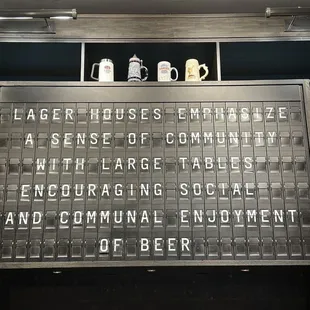 LAGER HOUSES EMPHASIZE
A SENSE OF COMMUNITY
WITH LARGE TABLES
ENCOURAGING SOCIAL
AND COMMUNAL ENJOYMENT
OF BEER